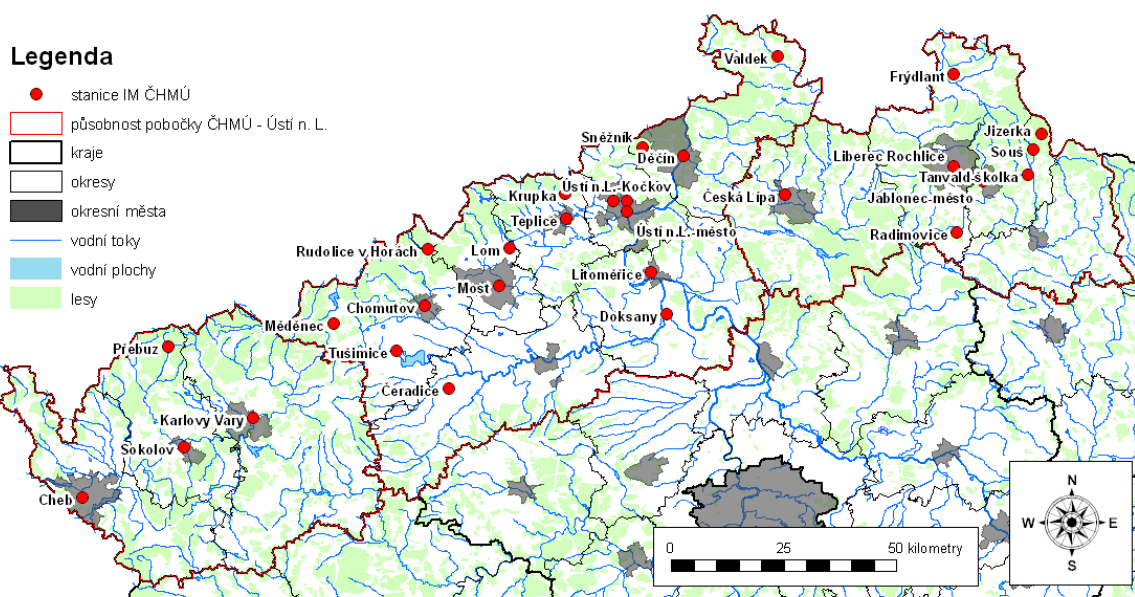 Legenda
stanice IM ČHMÚ
působnost pobočky ČHMÚ - Ústí n. L.
kraje
okresy
okresní města
vodní toky
vodní plochy
lesy
Valdek
Frýdlant
Sněžník
Děčín
Jizerka
Souš
Liberec Rochlice
Tanvald-školka
Jablonec-město
Krupka
Ústí n.L.-Kočkov
Česká Lípa
Teplice
Ústí n.L.-město
Radimovice
Rudolice v Horách
Lom
Litoměřice
Most
Chomutov
Doksany
Měděnec
Přebuz
Tušimice
Čeradice
Karlovy Vary
Sokolov
Cheb
0 25 50 kilometry
N
W E
S